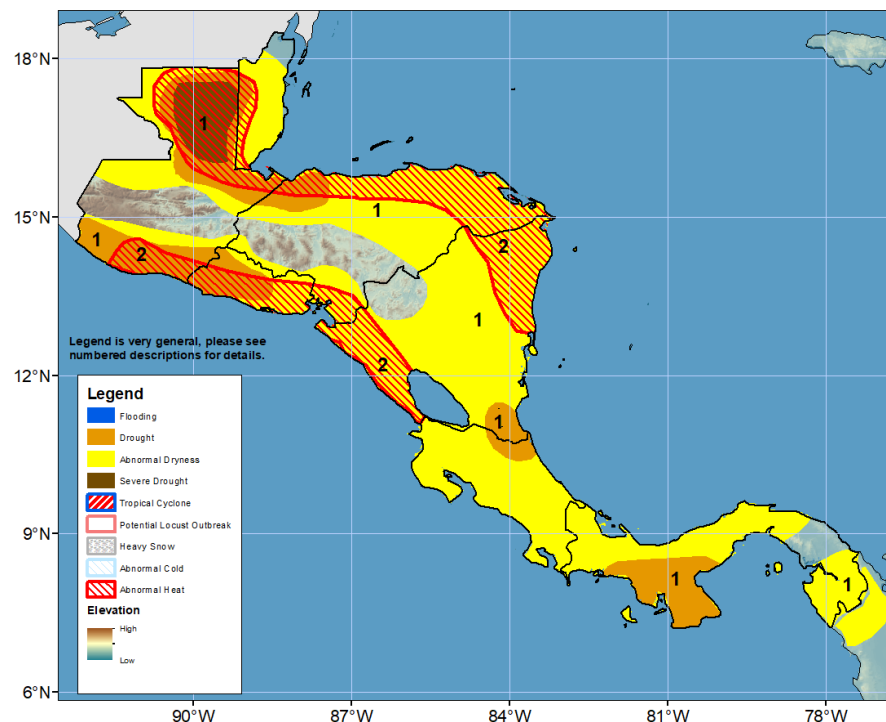 18°N
1
15°N
1
1
2
2
1
Legend is very general, please see
numbered descriptions for details.
2
12°N
Legend
Flooding
Drought
Abnormal Dryness
Severe Drought
Tropical Cyclone
Potential Locust Outbreak
Heavy Snow
Abnormal Cold
Abnormal Heat
Elevation
High
Low
1
9°N
1
1
6°N
90°W
87°W
84°W
81°W
78°W